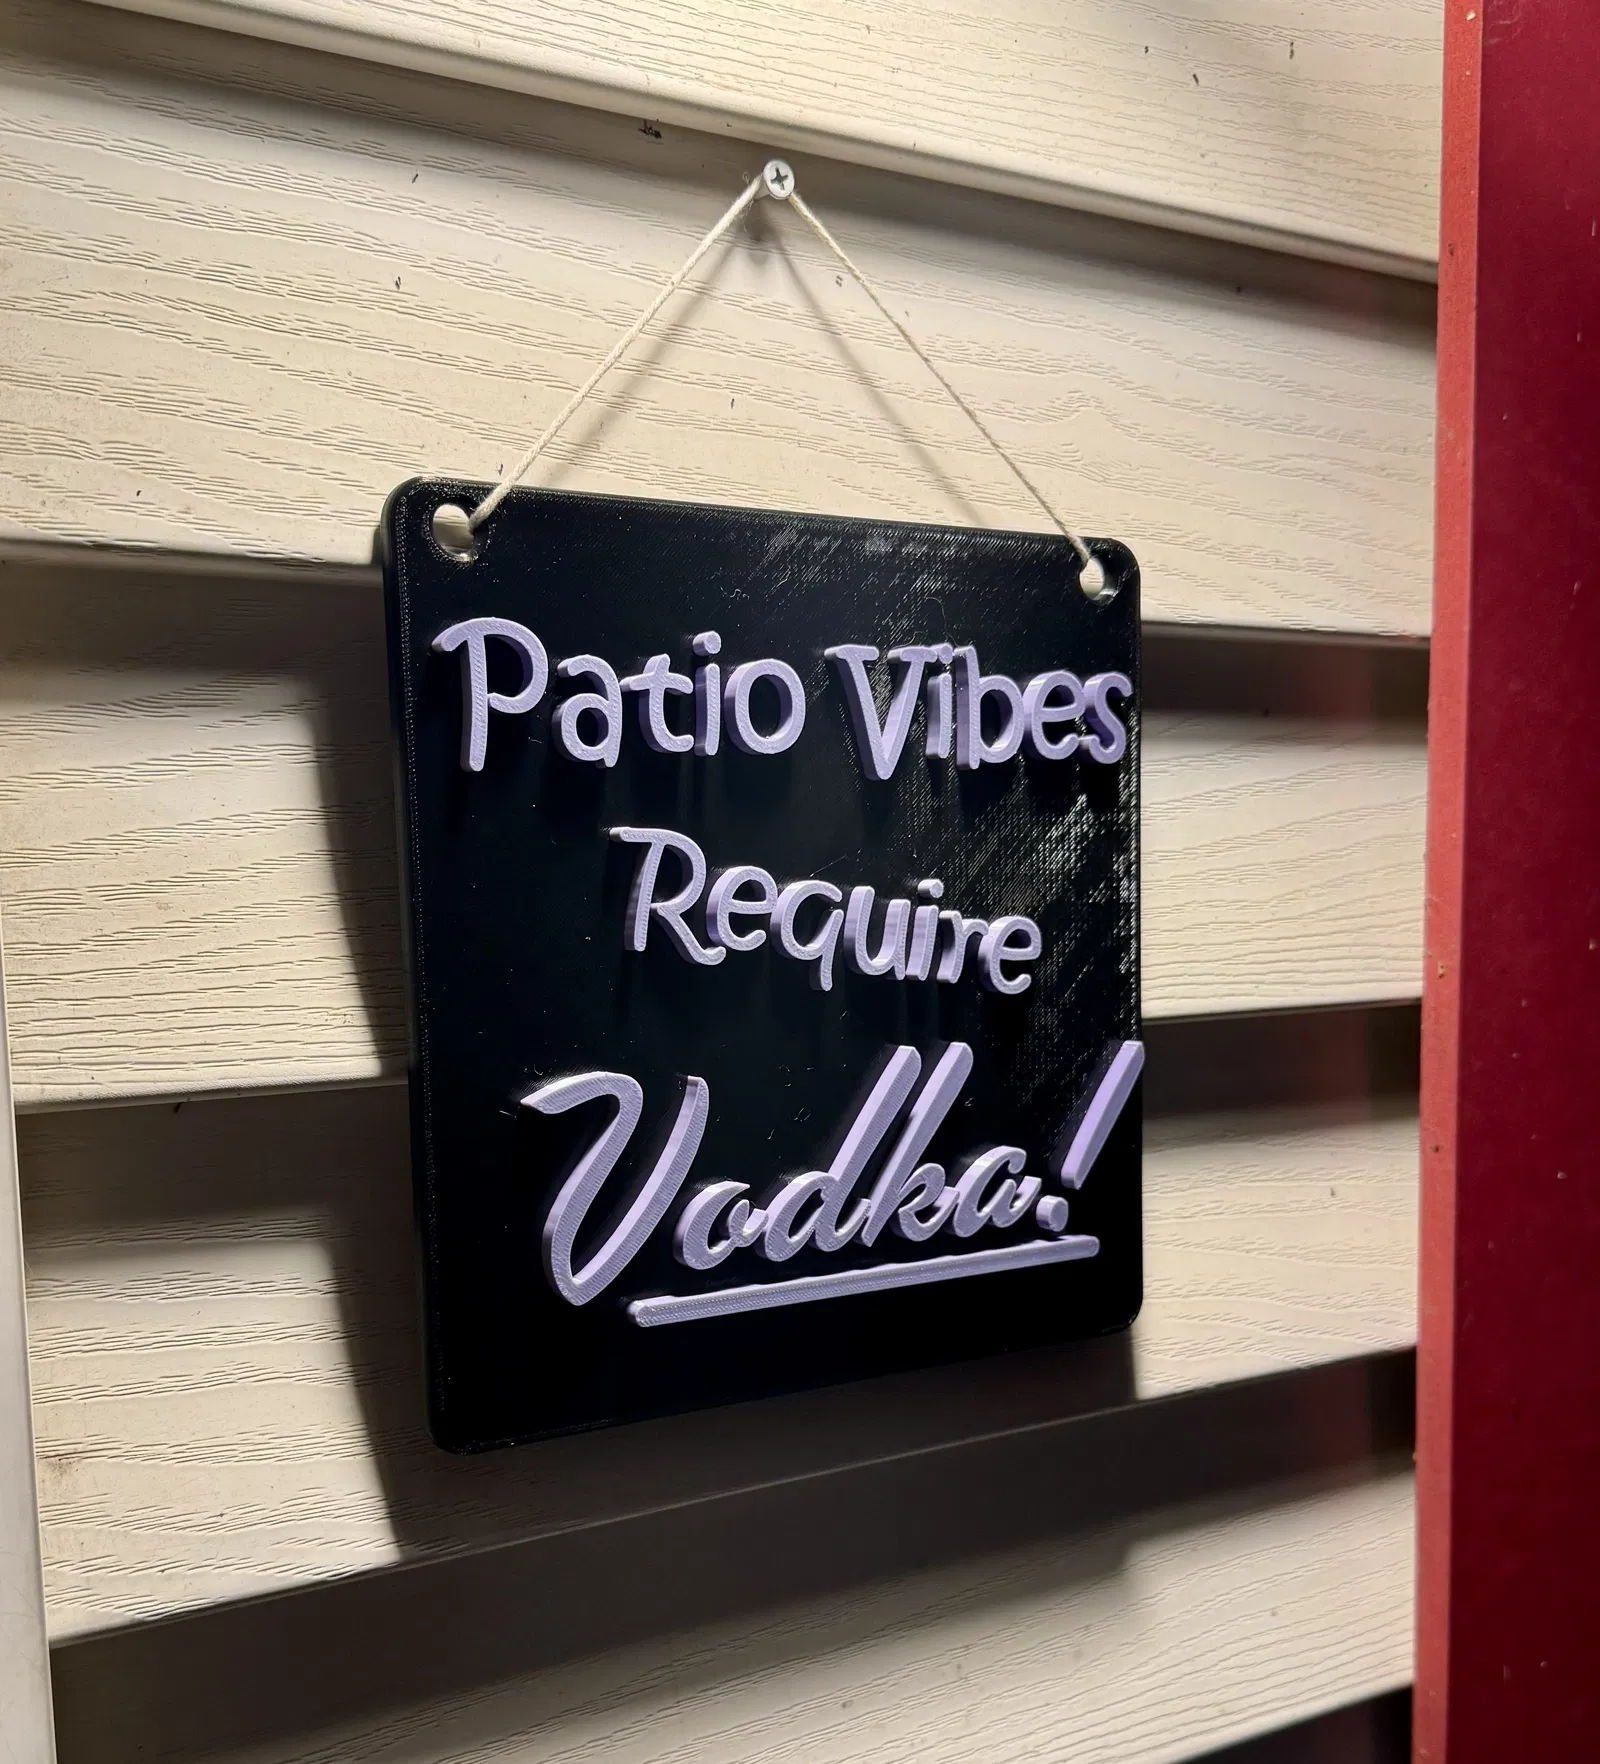 Patio Vibes
Require
Vodka!